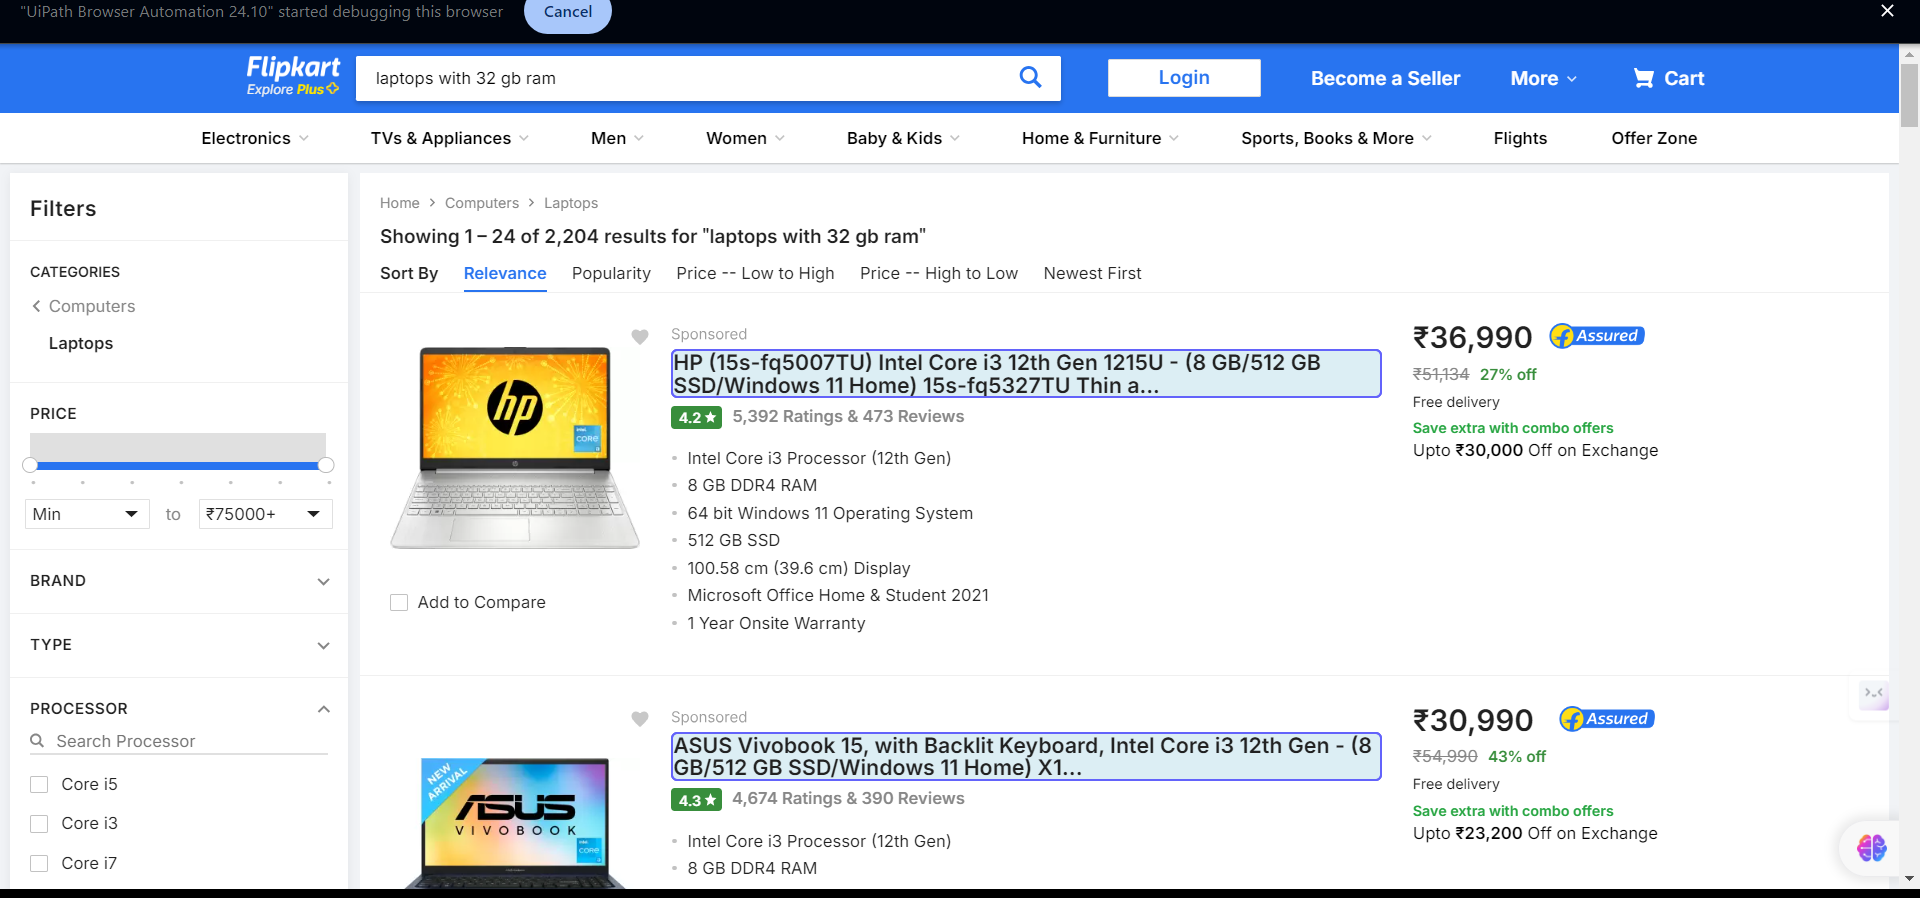 "UiPath Browser Automation 24.10" started debugging this browser
Cancel
Flipkart
Explore Plus
laptops with 32 gb ram
Login
Become a Seller
More
Cart
Electronics
TVs & Appliances
Men
Women
Baby & Kids
Home & Furniture
Sports, Books & More
Flights
Offer Zone
Filters
CATEGORIES
Computers
Laptops
PRICE
Min
to
₹75000+
BRAND
TYPE
PROCESSOR
Search Processor
Core i5
Core i3
Core i7
Home > Computers > Laptops
Showing 1 – 24 of 2,204 results for "laptops with 32 gb ram"
Sort By
Relevance
Popularity
Price -- Low to High
Price -- High to Low
Newest First
hp
intel
CORE
i3
Add to Compare
Sponsored
HP (15s-fq5007TU) Intel Core i3 12th Gen 1215U - (8 GB/512 GB
SSD/Windows 11 Home) 15s-fq5327TU Thin a...
4.2
5,392 Ratings & 473 Reviews
Intel Core i3 Processor (12th Gen)
8 GB DDR4 RAM
64 bit Windows 11 Operating System
512 GB SSD
100.58 cm (39.6 cm) Display
Microsoft Office Home & Student 2021
1 Year Onsite Warranty
₹36,990
Assured
₹51,134 27% off
Free delivery
Save extra with combo offers
Upto ₹30,000 Off on Exchange
NEW
ARRIVAL
ASUS
VIVOBOOK
intel
CORE
Sponsored
ASUS Vivobook 15, with Backlit Keyboard, Intel Core i3 12th Gen - (8
GB/512 GB SSD/Windows 11 Home) X1...
4.3
4,674 Ratings & 390 Reviews
Intel Core i3 Processor (12th Gen)
8 GB DDR4 RAM
₹30,990
Assured
₹54,990 43% off
Free delivery
Save extra with combo offers
Upto ₹23,200 Off on Exchange